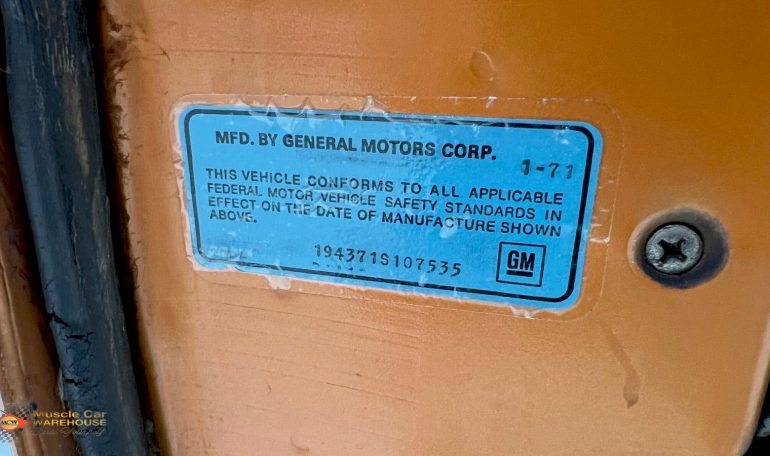 MFD. BY GENERAL MOTORS CORP.
1-71
THIS VEHICLE CONFORMS TO ALL APPLICABLE
FEDERAL MOTOR VEHICLE SAFETY STANDARDS IN
EFFECT ON THE DATE OF MANUFACTURE SHOWN
ABOVE.
194371S107535
GM
Muscle Car
WAREHOUSE
MCW